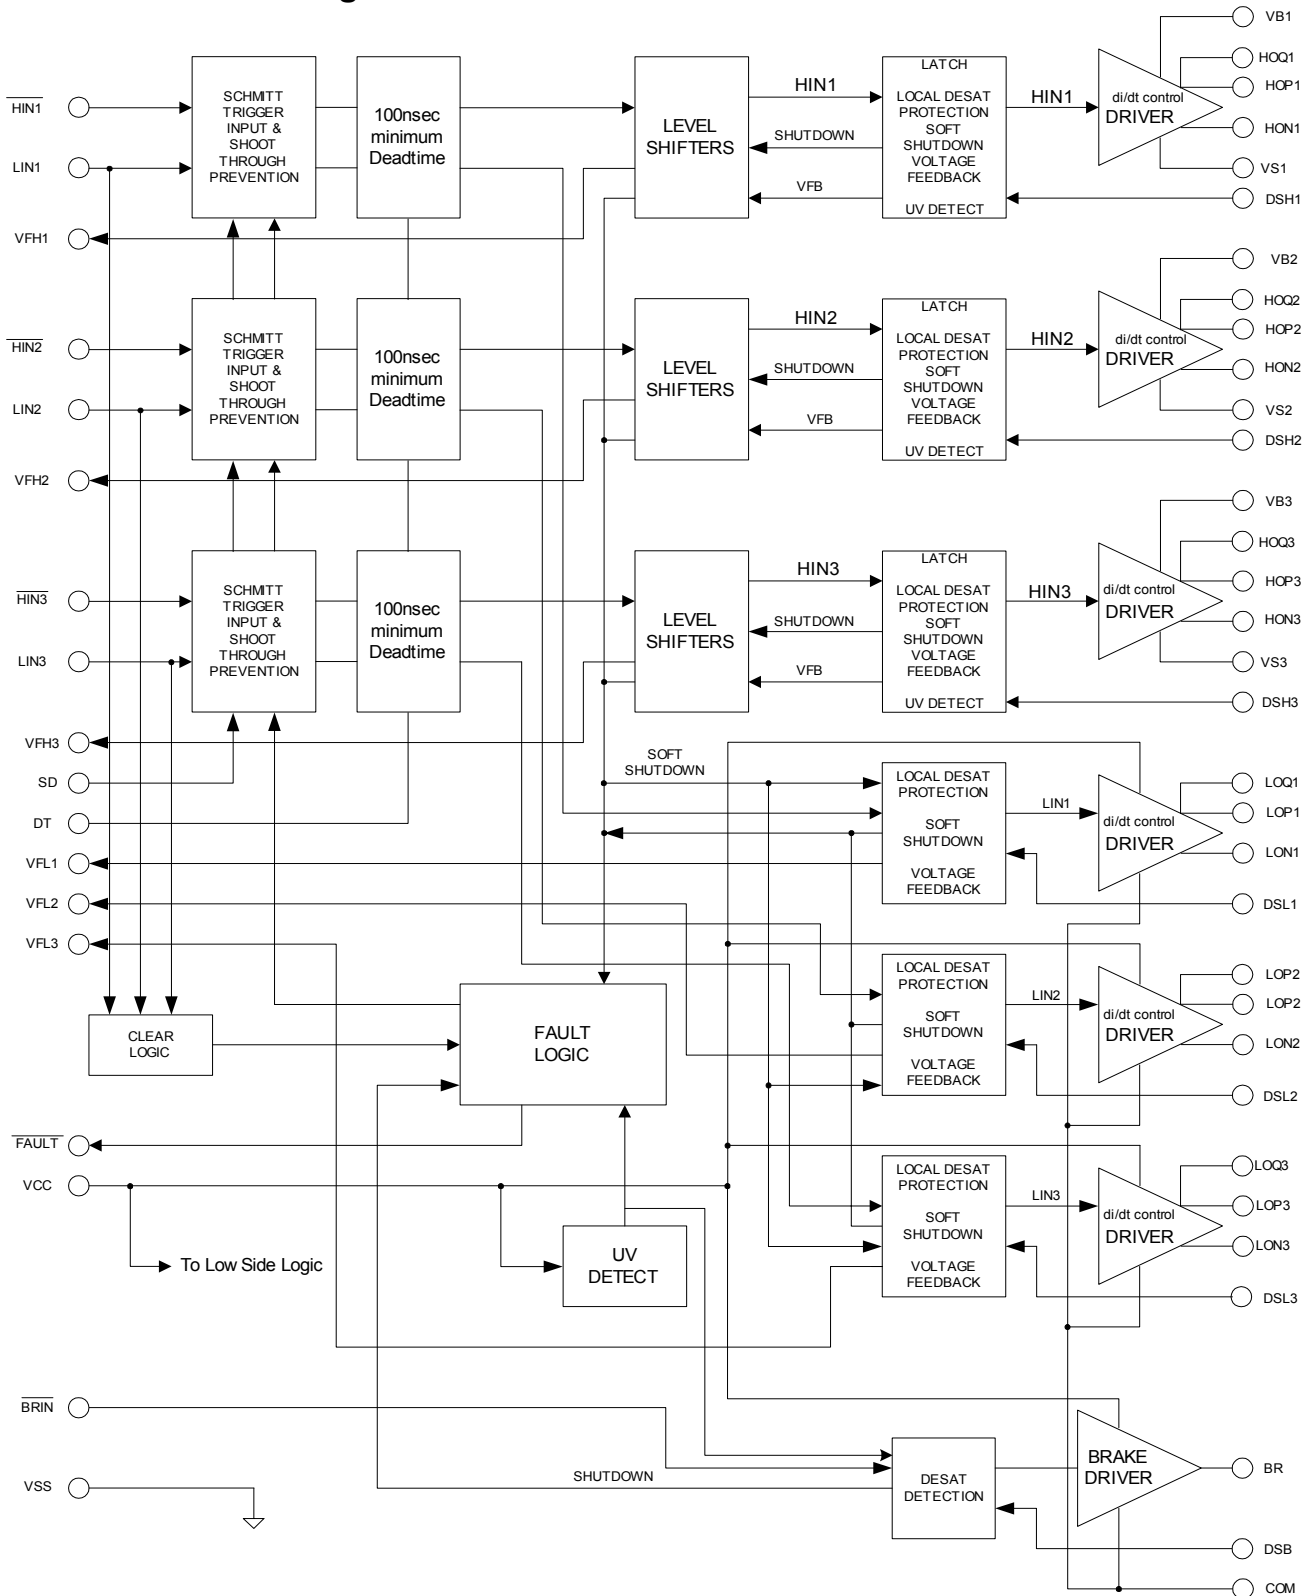 VB1
HOQ1
HIN1
SCHMITT
TRIGGER
INPUT &
SHOOT
THROUGH
PREVENTION
100nsec
minimum
Deadtime
LEVEL
SHIFTERS
HIN1
SHUTDOWN
VFB
LATCH
LOCAL DESAT
PROTECTION
SOFT
SHUTDOWN
VOLTAGE
FEEDBACK
UV DETECT
HIN1
di/dt control
DRIVER
HOP1
HON1
LIN1
VS1
DSH1
VFH1
VB2
HOQ2
HIN2
SCHMITT
TRIGGER
INPUT &
SHOOT
THROUGH
PREVENTION
100nsec
minimum
Deadtime
LEVEL
SHIFTERS
HIN2
SHUTDOWN
VFB
LATCH
LOCAL DESAT
PROTECTION
SOFT
SHUTDOWN
VOLTAGE
FEEDBACK
UV DETECT
HIN2
di/dt control
DRIVER
HOP2
HON2
LIN2
VS2
DSH2
VFH2
VB3
HOQ3
HIN3
SCHMITT
TRIGGER
INPUT &
SHOOT
THROUGH
PREVENTION
100nsec
minimum
Deadtime
LEVEL
SHIFTERS
HIN3
SHUTDOWN
VFB
LATCH
LOCAL DESAT
PROTECTION
SOFT
SHUTDOWN
VOLTAGE
FEEDBACK
UV DETECT
HIN3
di/dt control
DRIVER
HOP3
HON3
LIN3
VS3
DSH3
VFH3
SD
DT
VFL1
VFL2
VFL3
SOFT
SHUTDOWN
LOCAL DESAT
PROTECTION
SOFT
SHUTDOWN
VOLTAGE
FEEDBACK
LIN1
di/dt control
DRIVER
LOQ1
LOP1
LON1
DSL1
CLEAR
LOGIC
FAULT
LOGIC
LOCAL DESAT
PROTECTION
SOFT
SHUTDOWN
VOLTAGE
FEEDBACK
LIN2
di/dt control
DRIVER
LOP2
LOP2
LON2
DSL2
FAULT
VCC
To Low Side Logic
UV
DETECT
LOCAL DESAT
PROTECTION
SOFT
SHUTDOWN
VOLTAGE
FEEDBACK
LIN3
di/dt control
DRIVER
LOQ3
LOP3
LON3
DSL3
BRIN
VSS
SHUTDOWN
DESAT
DETECTION
BRAKE
DRIVER
BR
DSB
COM